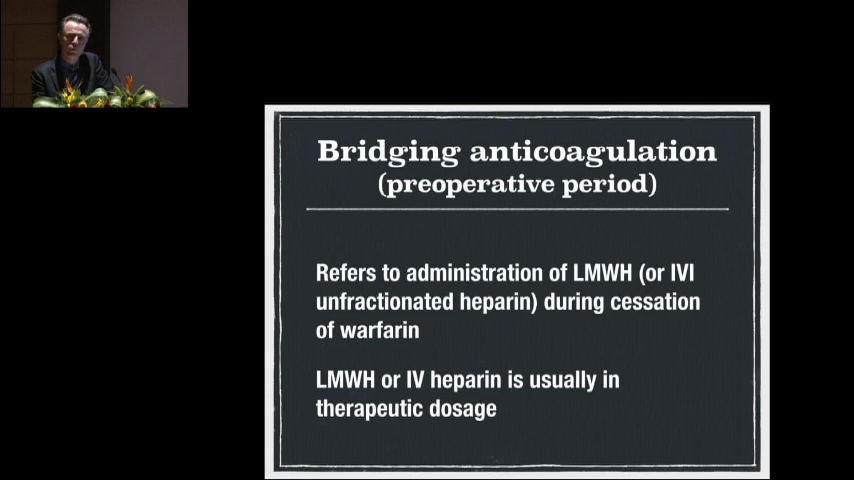 Bridging anticoagulation
(preoperative period)
Refers to administration of LMWH (or IVI
unfractionated heparin) during cessation
of warfarin
LMWH or IV heparin is usually in
therapeutic dosage